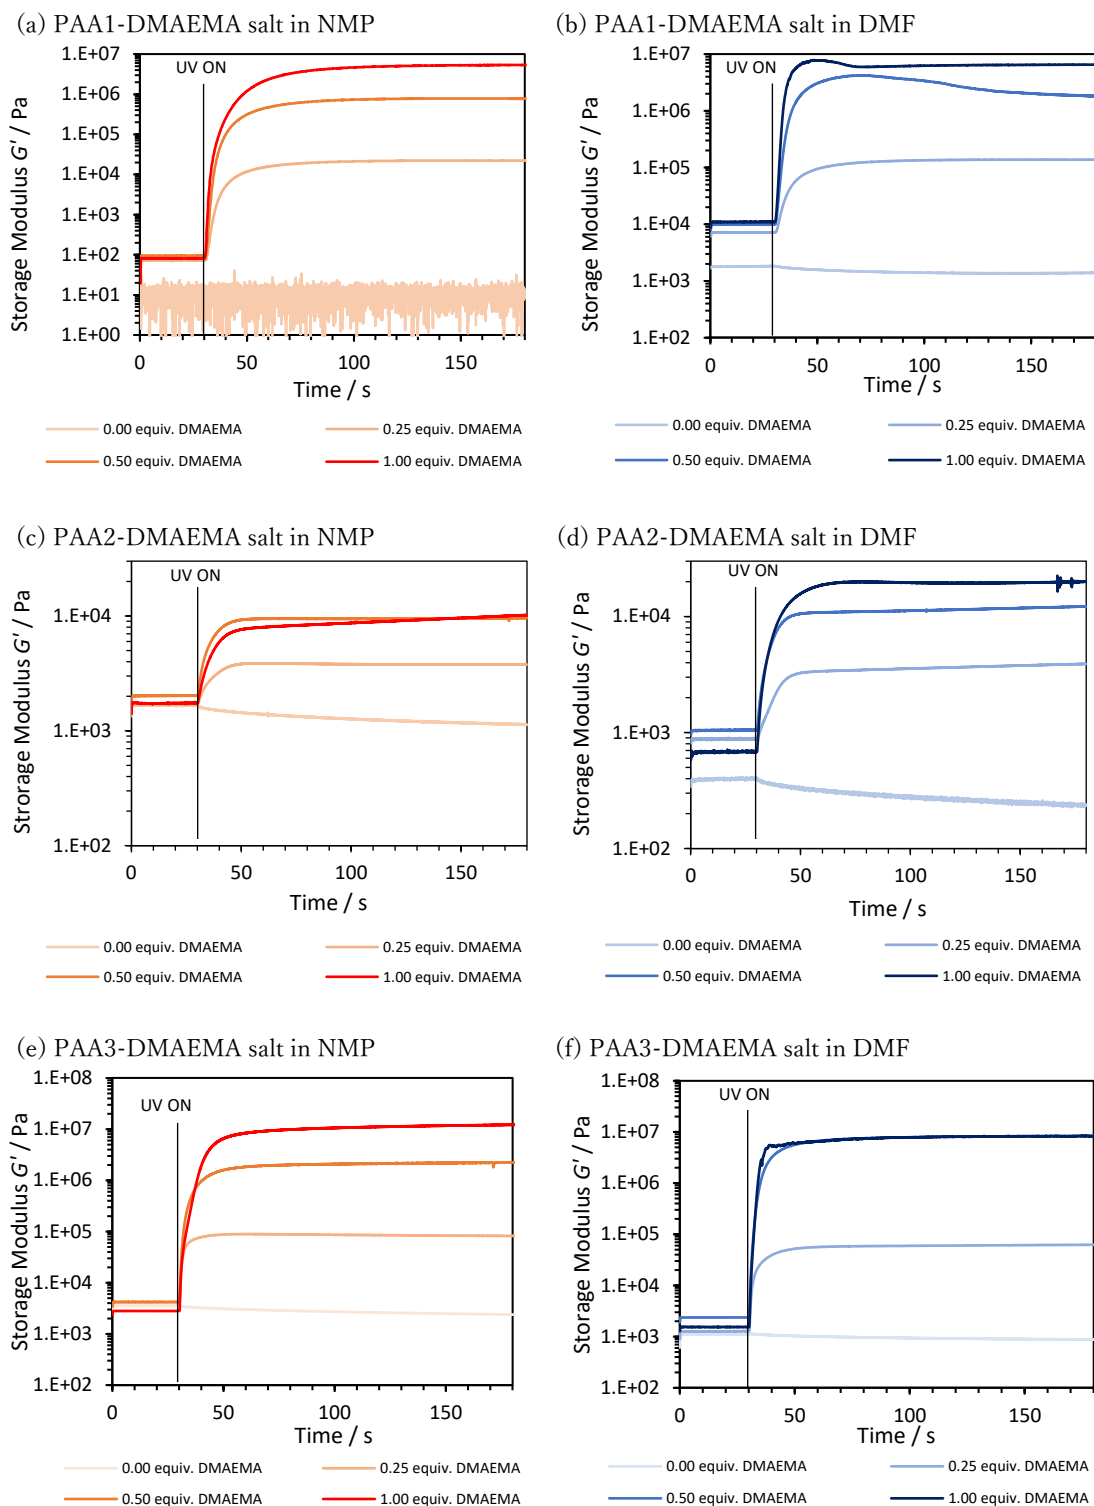 (a) PAA1-DMAEMA salt in NMP
1.E+07
1.E+06
1.E+05
1.E+04
1.E+03
1.E+02
1.E+01
1.E+00
Storage Modulus G' / Pa
UV ON
0 50 100 150
Time / s
0.00 equiv. DMAEMA 0.25 equiv. DMAEMA
0.50 equiv. DMAEMA 1.00 equiv. DMAEMA
(b) PAA1-DMAEMA salt in DMF
1.E+07
1.E+06
1.E+05
1.E+04
1.E+03
1.E+02
Storage Modulus G' / Pa
UV ON
0 50 100 150
Time / s
0.00 equiv. DMAEMA 0.25 equiv. DMAEMA
0.50 equiv. DMAEMA 1.00 equiv. DMAEMA
(c) PAA2-DMAEMA salt in NMP
1.E+04
1.E+03
1.E+02
Strorage Modulus G' / Pa
UV ON
0 50 100 150
Time / s
0.00 equiv. DMAEMA 0.25 equiv. DMAEMA
0.50 equiv. DMAEMA 1.00 equiv. DMAEMA
(d) PAA2-DMAEMA salt in DMF
1.E+04
1.E+03
1.E+02
Strorage Modulus G' / Pa
UV ON
0 50 100 150
Time / s
0.00 equiv. DMAEMA 0.25 equiv. DMAEMA
0.50 equiv. DMAEMA 1.00 equiv. DMAEMA
(e) PAA3-DMAEMA salt in NMP
1.E+08
1.E+07
1.E+06
1.E+05
1.E+04
1.E+03
1.E+02
Storage Modulus G' / Pa
UV ON
0 50 100 150
Time / s
0.00 equiv. DMAEMA 0.25 equiv. DMAEMA
0.50 equiv. DMAEMA 1.00 equiv. DMAEMA
(f) PAA3-DMAEMA salt in DMF
1.E+08
1.E+07
1.E+06
1.E+05
1.E+04
1.E+03
1.E+02
Storage Modulus G' / Pa
UV ON
0 50 100 150
Time / s
0.00 equiv. DMAEMA 0.25 equiv. DMAEMA
0.50 equiv. DMAEMA 1.00 equiv. DMAEMA